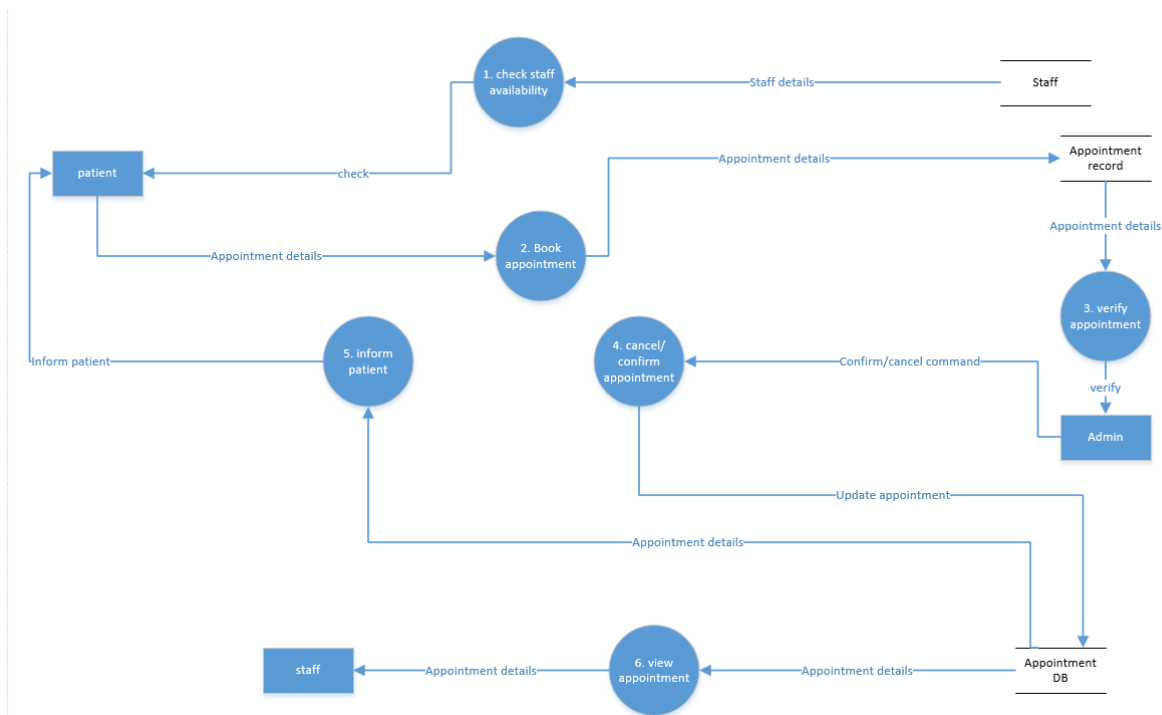 1. check staff
availability
Staff details
Staff
Appointment details
Appointment
record
patient
check
Appointment details
Appointment details
2. Book
appointment
3. verify
appointment
Inform patient
5. inform
patient
4. cancel/
confirm
appointment
Confirm/cancel command
verify
Admin
Update appointment
Appointment details
staff
Appointment details
6. view
appointment
Appointment details
Appointment
DB